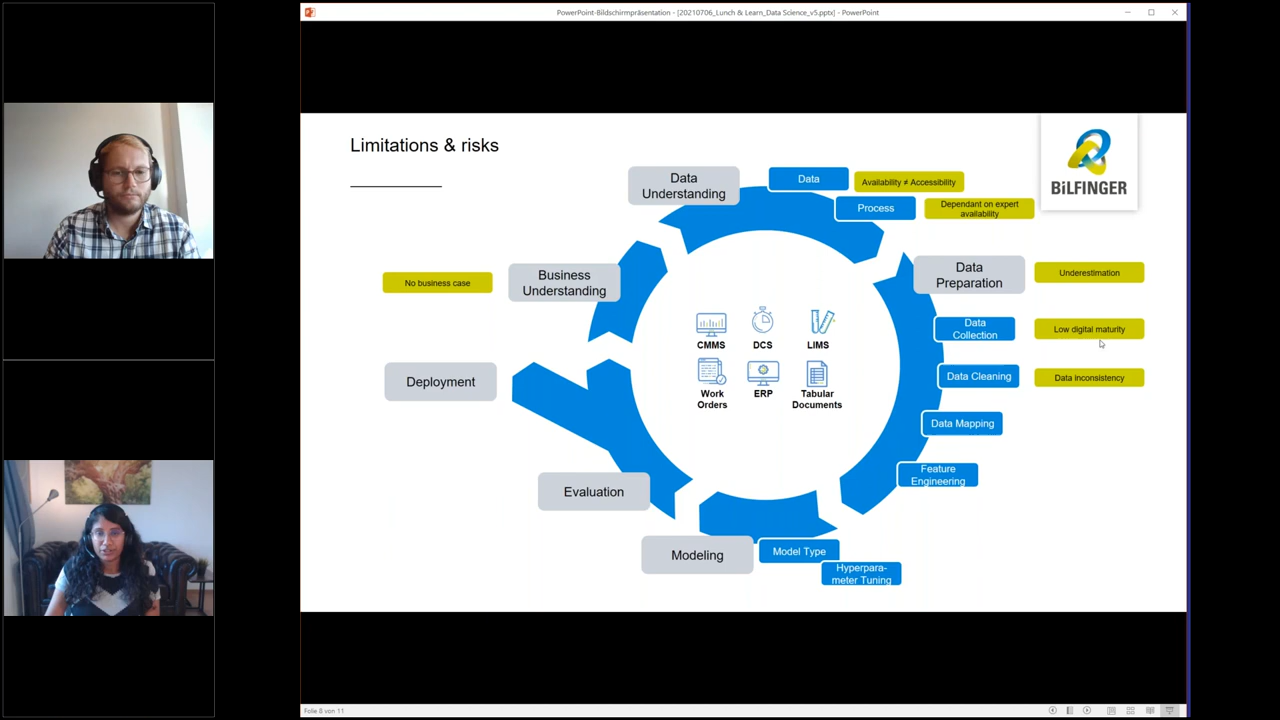 PowerPoint-Bildschirmpräsentation - [20210706_Lunch & Learn_Data Science_v5.pptx] - PowerPoint
Limitations & risks
BILFINGER
Data
Understanding
Data
Availability ≠ Accessibility
Process
Dependant on expert
availability
No business case
Business
Understanding
Data
Preparation
Underestimation
Data
Collection
Low digital maturity
Data Cleaning
Data inconsistency
Data Mapping
Feature
Engineering
CMMS
DCS
LIMS
Work
Orders
ERP
Tabular
Documents
Deployment
Evaluation
Modeling
Model Type
Hyperpara-
meter Tuning
Folie 8 von 11